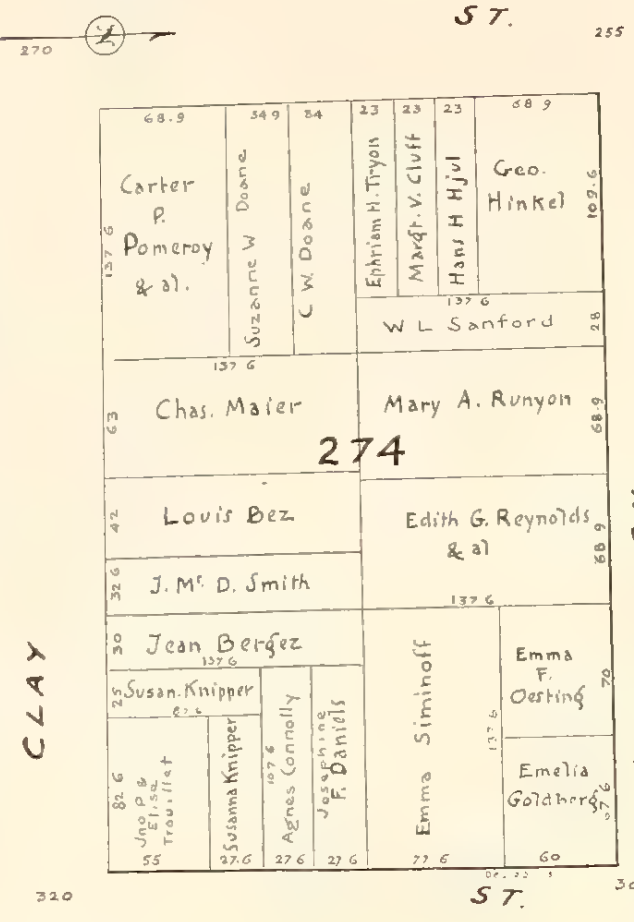 ST.
270
255
68.9
34 9
34
23
23
23
68 9
Carter
P.
Pomeroy
& al.
137 6
Suzanne W Doane
C W. Doane
Ephriam H. Tryon
Margt. V. Cluff
Hans H Hjul
Geo.
Hinkel
109.6
137 6
W L Sanford
28
137 6
63
Chas. Maier
Mary A. Runyon
68.9
274
42
Louis Bez
Edith G. Reynolds
& al
68 9
32 6
J. Mc. D. Smith
137 6
30
Jean Bergez
137 6
25
Susan. Knipper
82 6
Jno P &
Elisa
Trouillet
55
Susanna Knipper
27.6
107 6
Agnes Connolly
27 6
Josephine
F. Daniels
27 6
Emma Siminoff
137 6
77 6
Emma
F.
Oesting
70
Emelia
Goldberg
67 6
60
CLAY
320
ST.